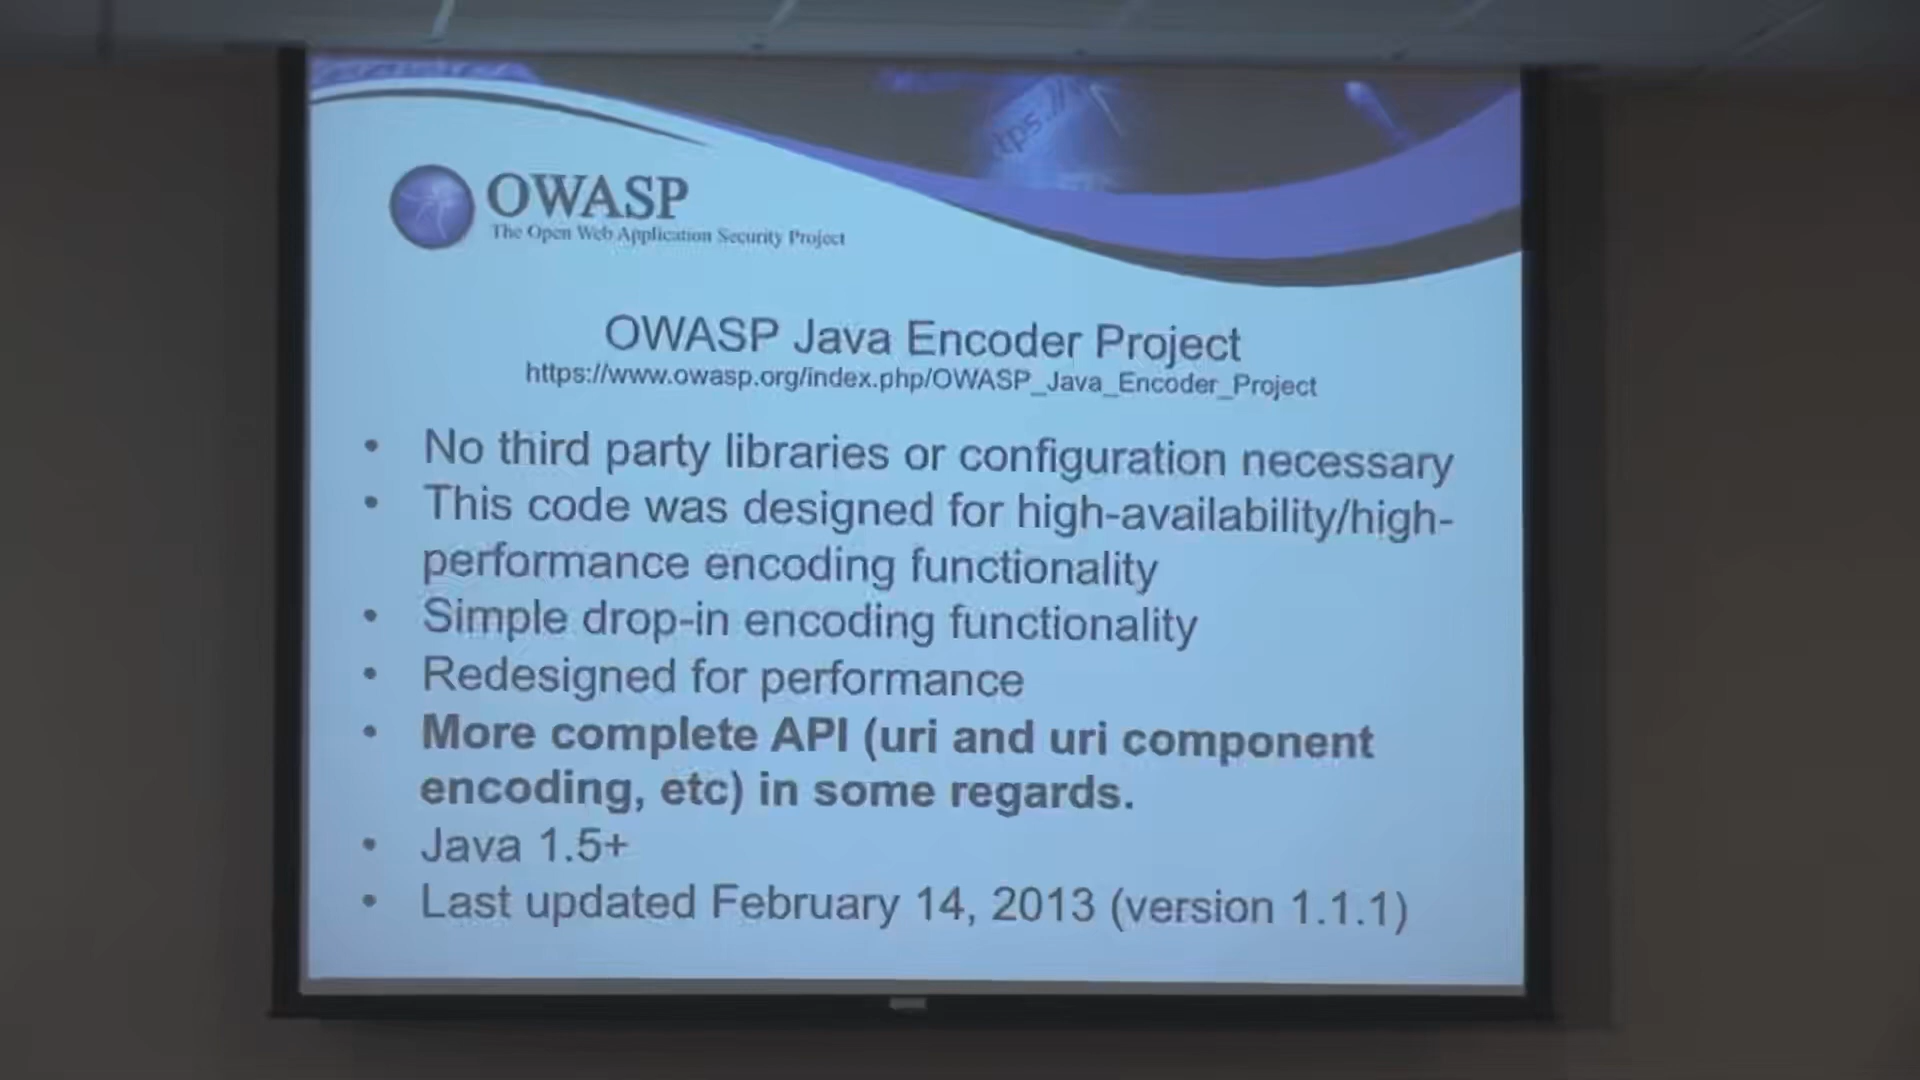 tps://
OWASP
The Open Web Application Security Project
OWASP Java Encoder Project
https://www.owasp.org/index.php/OWASP_Java_Encoder_Project
• No third party libraries or configuration necessary
• This code was designed for high-availability/high-
performance encoding functionality
• Simple drop-in encoding functionality
• Redesigned for performance
• More complete API (uri and uri component
encoding, etc) in some regards.
• Java 1.5+
• Last updated February 14, 2013 (version 1.1.1)